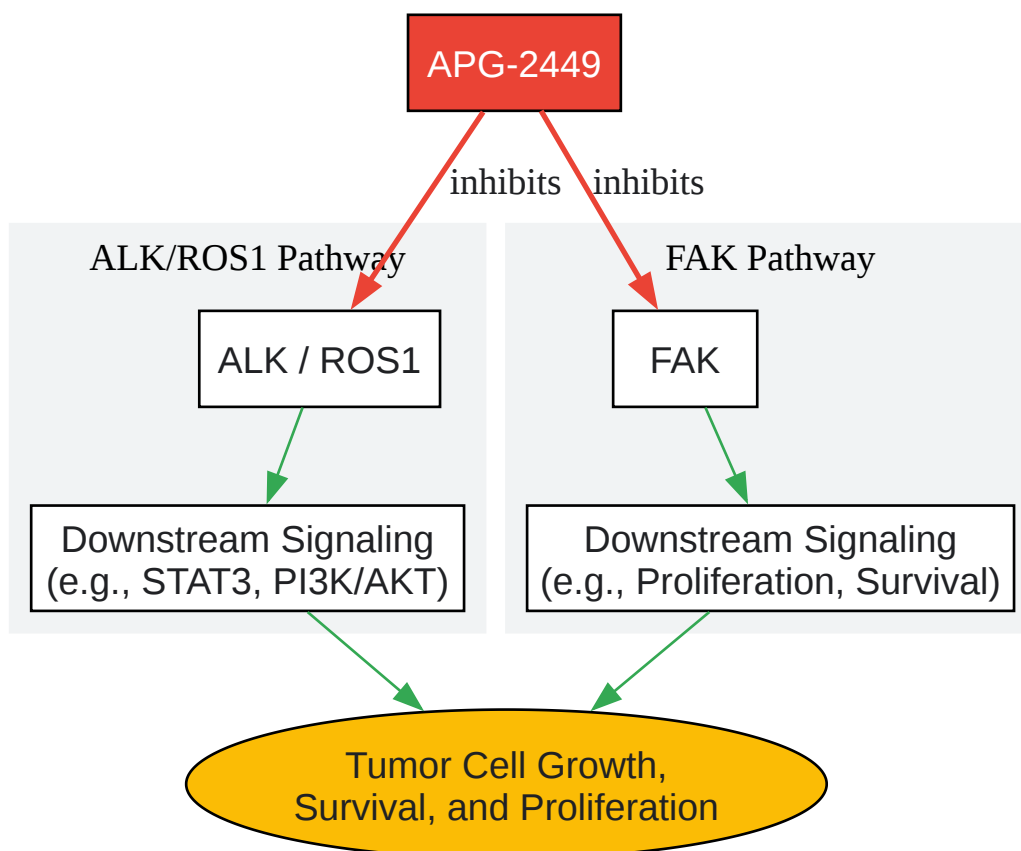 APG-2449
inhibits
inhibits
ALK/ROS1 Pathway
FAK Pathway
ALK / ROS1
FAK
Downstream Signaling
(e.g., STAT3, PI3K/AKT)
Downstream Signaling
(e.g., Proliferation, Survival)
Tumor Cell Growth,
Survival, and Proliferation